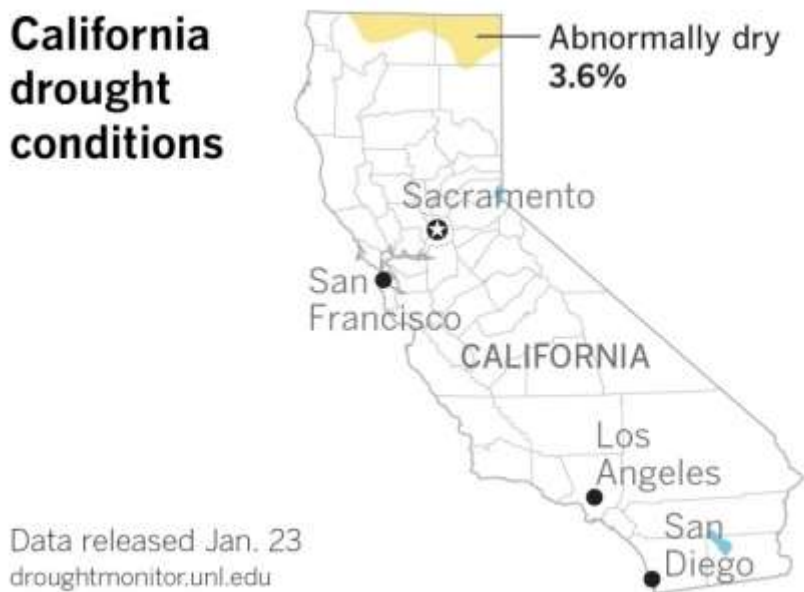 California
drought
conditions
Abnormally dry
3.6%
Sacramento
San
Francisco
CALIFORNIA
Los
Angeles
San
Diego
Data released Jan. 23
droughtmonitor.unl.edu